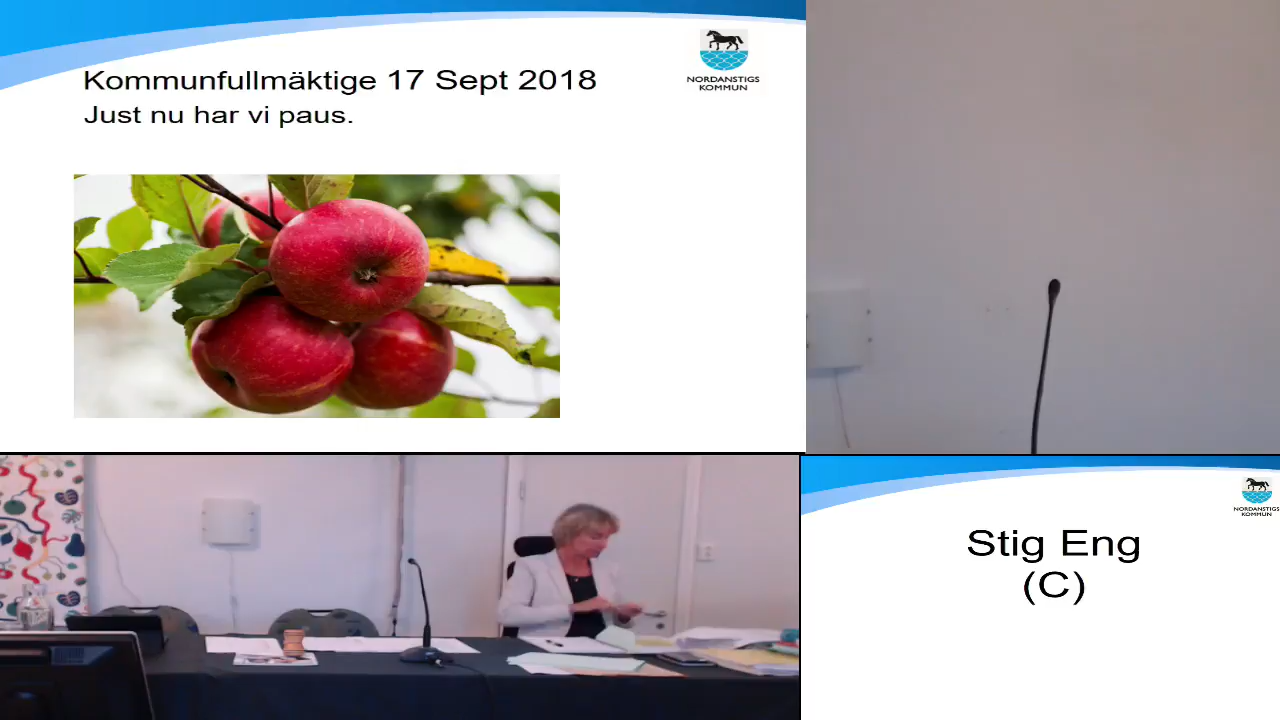 Kommunfullmäktige 17 Sept 2018
Just nu har vi paus.
NORDANSTIGS
KOMMUN
NORDANSTIGS
KOMMUN
Stig Eng
(C)